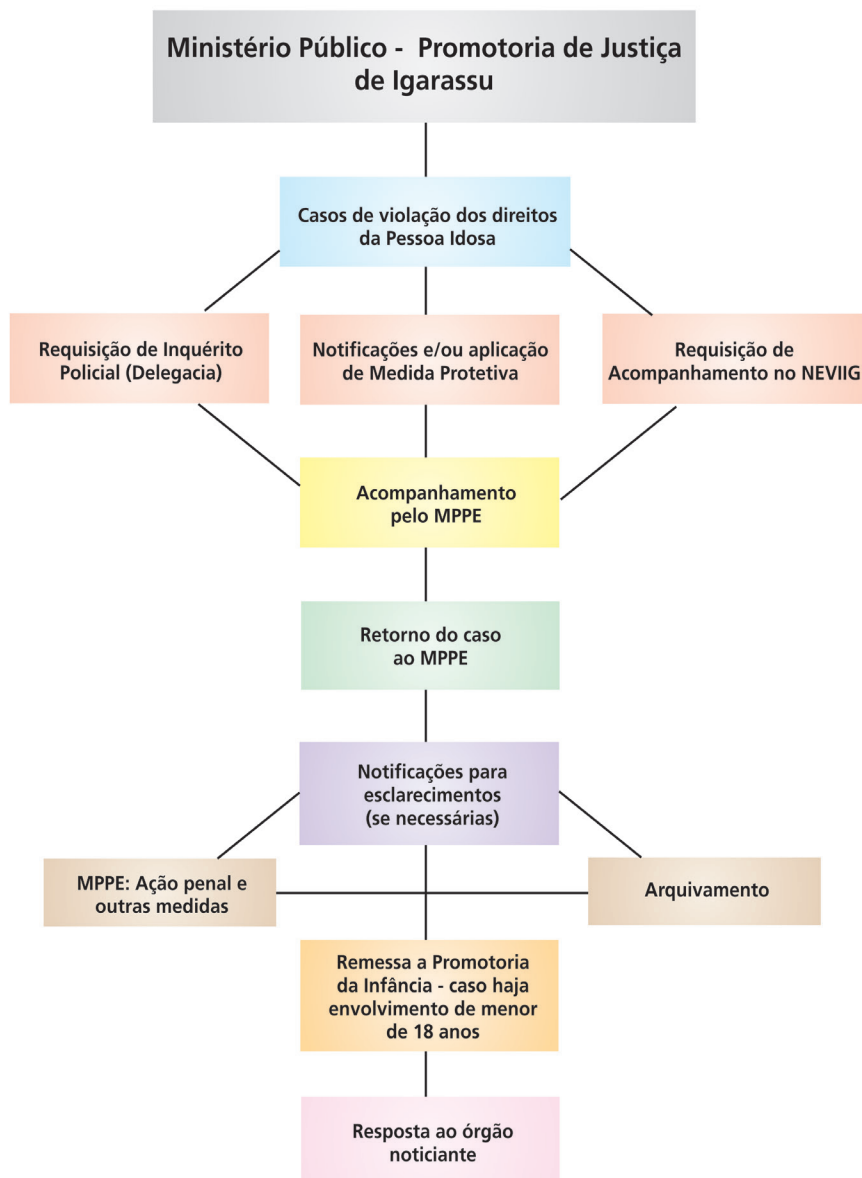 Ministério Público - Promotoria de Justiça
de Igarassu
Casos de violação dos direitos
da Pessoa Idosa
Requisição de Inquérito
Policial (Delegacia)
Notificações e/ou aplicação
de Medida Protetiva
Requisição de
Acompanhamento no NEVIIG
Acompanhamento
pelo MPPE
Retorno do caso
ao MPPE
Notificações para
esclarecimentos
(se necessárias)
MPPE: Ação penal e
outras medidas
Arquivamento
Remessa a Promotoria
da Infância - caso haja
envolvimento de menor
de 18 anos
Resposta ao órgão
noticiante